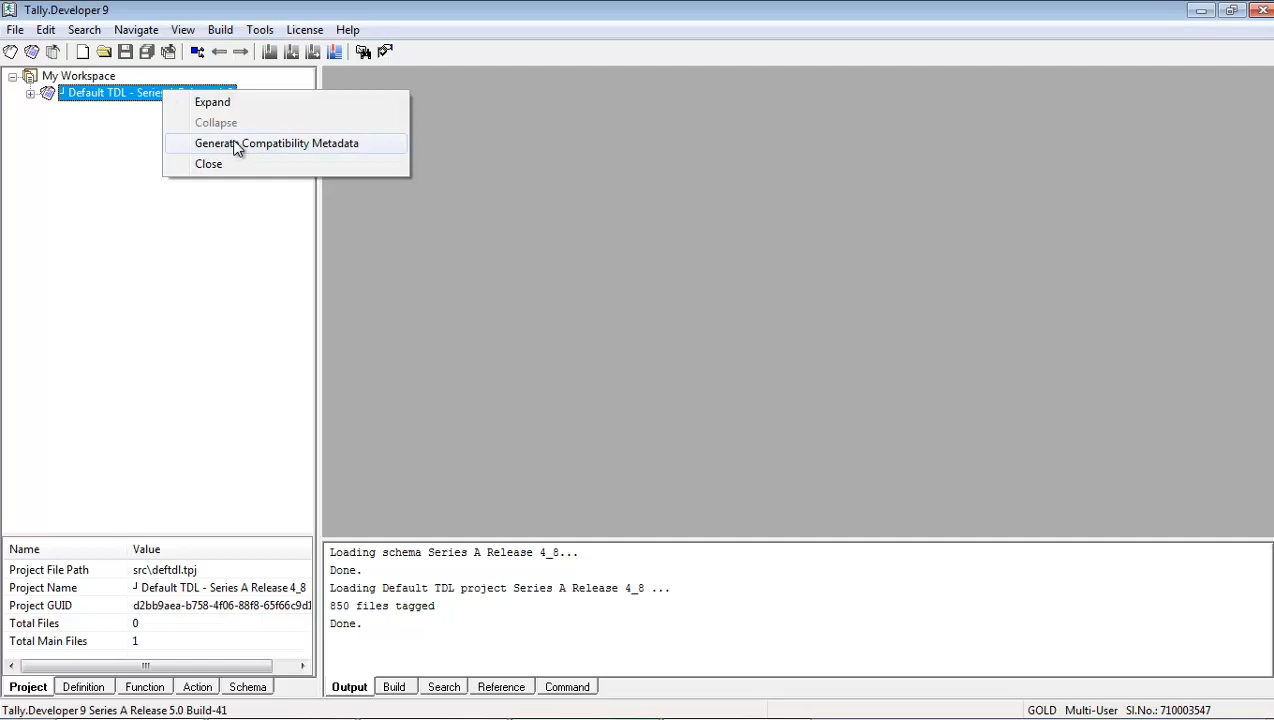 Tally.Developer 9
File Edit Search Navigate View Build Tools License Help
My Workspace
Default TDL - Series
Expand
Collapse
Generate Compatibility Metadata
Close
Name Value
Project File Path src\deftdl.tpj
Project Name ┘ Default TDL - Series A Release 4_8
Project GUID d2bb9aea-b758-4f06-88f8-65f66c9d1
Total Files 0
Total Main Files 1
Project Definition Function Action Schema
Loading schema Series A Release 4_8...
Done.
Loading Default TDL project Series A Release 4_8 ...
850 files tagged
Done.
Output Build Search Reference Command
Tally.Developer 9 Series A Release 5.0 Build-41 GOLD Multi-User Sl.No.: 710003547